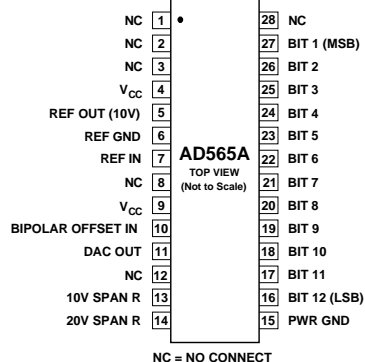 NC 1 28 NC
NC 2 27 BIT 1 (MSB)
NC 3 26 BIT 2
VCC 4 25 BIT 3
REF OUT (10V) 5 24 BIT 4
REF GND 6 23 BIT 5
REF IN 7 AD565A 22 BIT 6
TOP VIEW
NC 8 (Not to Scale) 21 BIT 7
VCC 9 20 BIT 8
BIPOLAR OFFSET IN 10 19 BIT 9
DAC OUT 11 18 BIT 10
NC 12 17 BIT 11
10V SPAN R 13 16 BIT 12 (LSB)
20V SPAN R 14 15 PWR GND
NC = NO CONNECT